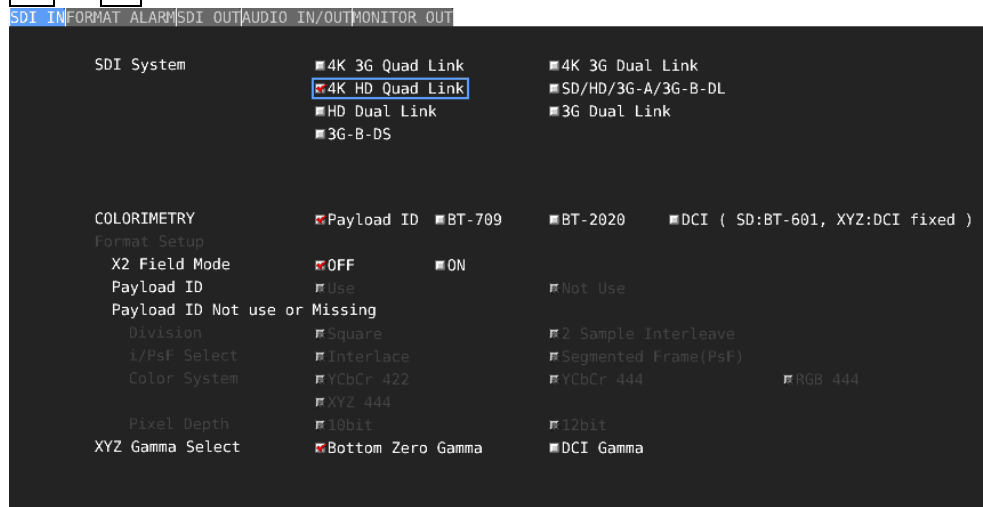 SDI IN FORMAT ALARM SDI OUT AUDIO IN/OUT MONITOR OUT
SDI System 4K 3G Quad Link 4K 3G Dual Link
4K HD Quad Link SD/HD/3G-A/3G-B-DL
HD Dual Link 3G Dual Link
3G-B-DS
COLORIMETRY Payload ID BT-709 BT-2020 DCI ( SD:BT-601, XYZ:DCI fixed )
Format Setup
X2 Field Mode OFF ON
Payload ID Use Not Use
Payload ID Not use or Missing
Division Square 2 Sample Interleave
i/PsF Select Interlace Segmented Frame(PsF)
Color System YCbCr 422 YCbCr 444 RGB 444
XYZ 444
Pixel Depth 10bit 12bit
XYZ Gamma Select Bottom Zero Gamma DCI Gamma